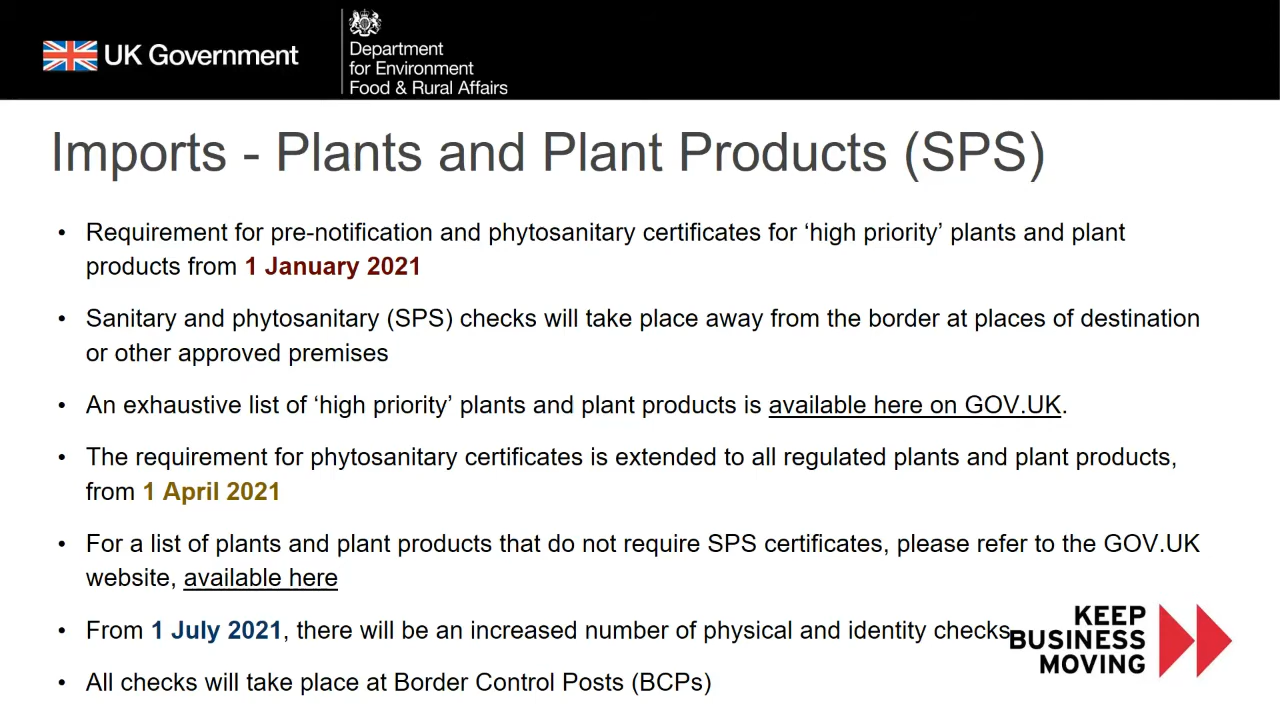 UK Government
Department
for Environment
Food & Rural Affairs
Imports - Plants and Plant Products (SPS)
• Requirement for pre-notification and phytosanitary certificates for ‘high priority’ plants and plant
products from 1 January 2021
• Sanitary and phytosanitary (SPS) checks will take place away from the border at places of destination
or other approved premises
• An exhaustive list of ‘high priority’ plants and plant products is available here on GOV.UK.
• The requirement for phytosanitary certificates is extended to all regulated plants and plant products,
from 1 April 2021
• For a list of plants and plant products that do not require SPS certificates, please refer to the GOV.UK
website, available here
• From 1 July 2021, there will be an increased number of physical and identity checks
• All checks will take place at Border Control Posts (BCPs)
KEEP
BUSINESS
MOVING